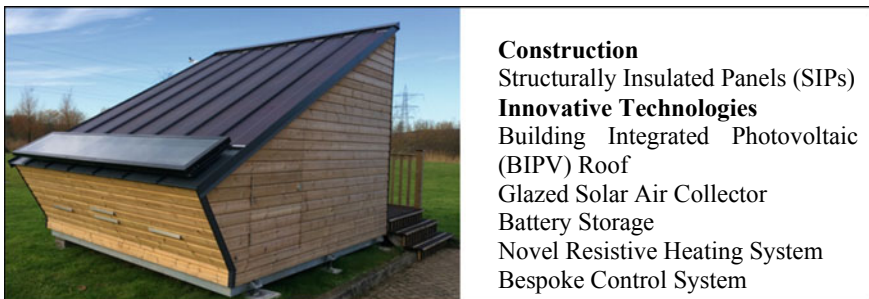 Construction
Structurally Insulated Panels (SIPs)
Innovative Technologies
Building Integrated Photovoltaic
(BIPV) Roof
Glazed Solar Air Collector
Battery Storage
Novel Resistive Heating System
Bespoke Control System